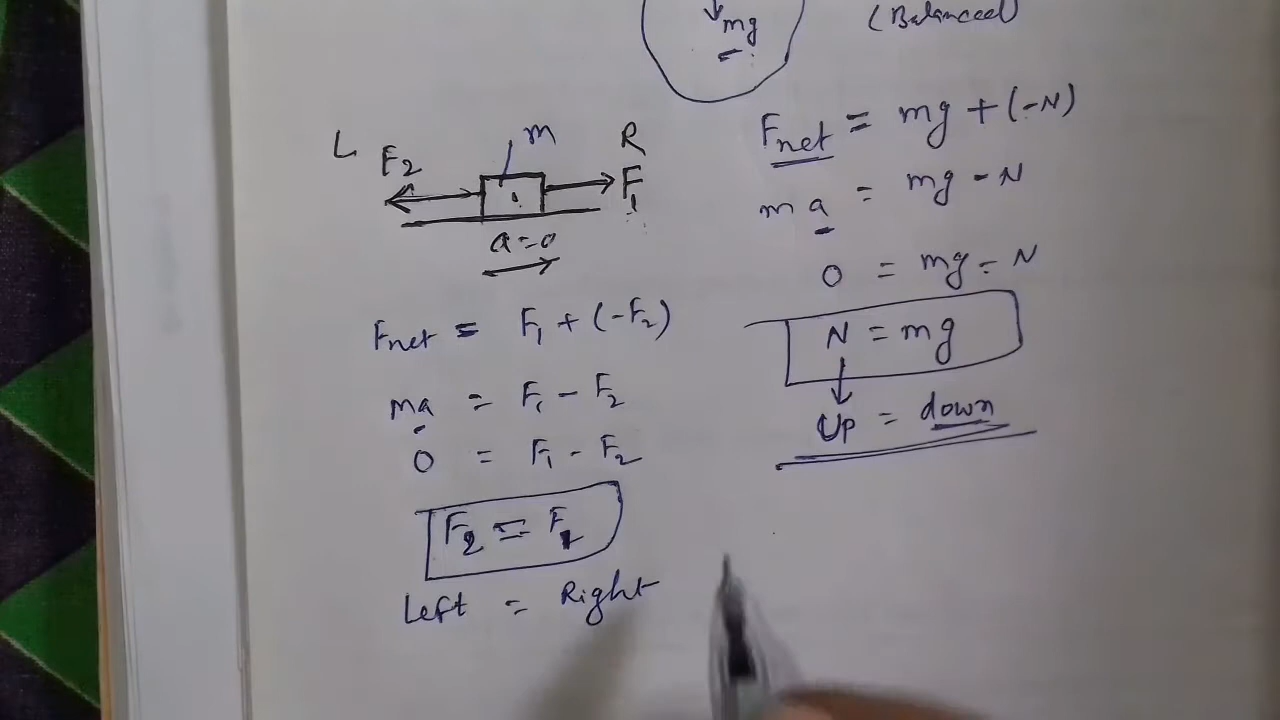 mg
(Balanced)
L
F2
m
R
F1
a=0
Fnet = F1 + (-F2)
ma = F1 - F2
0 = F1 - F2
F2 = F1
Left = Right
Fnet = mg + (-N)
ma = mg - N
0 = mg - N
N = mg
Up = down